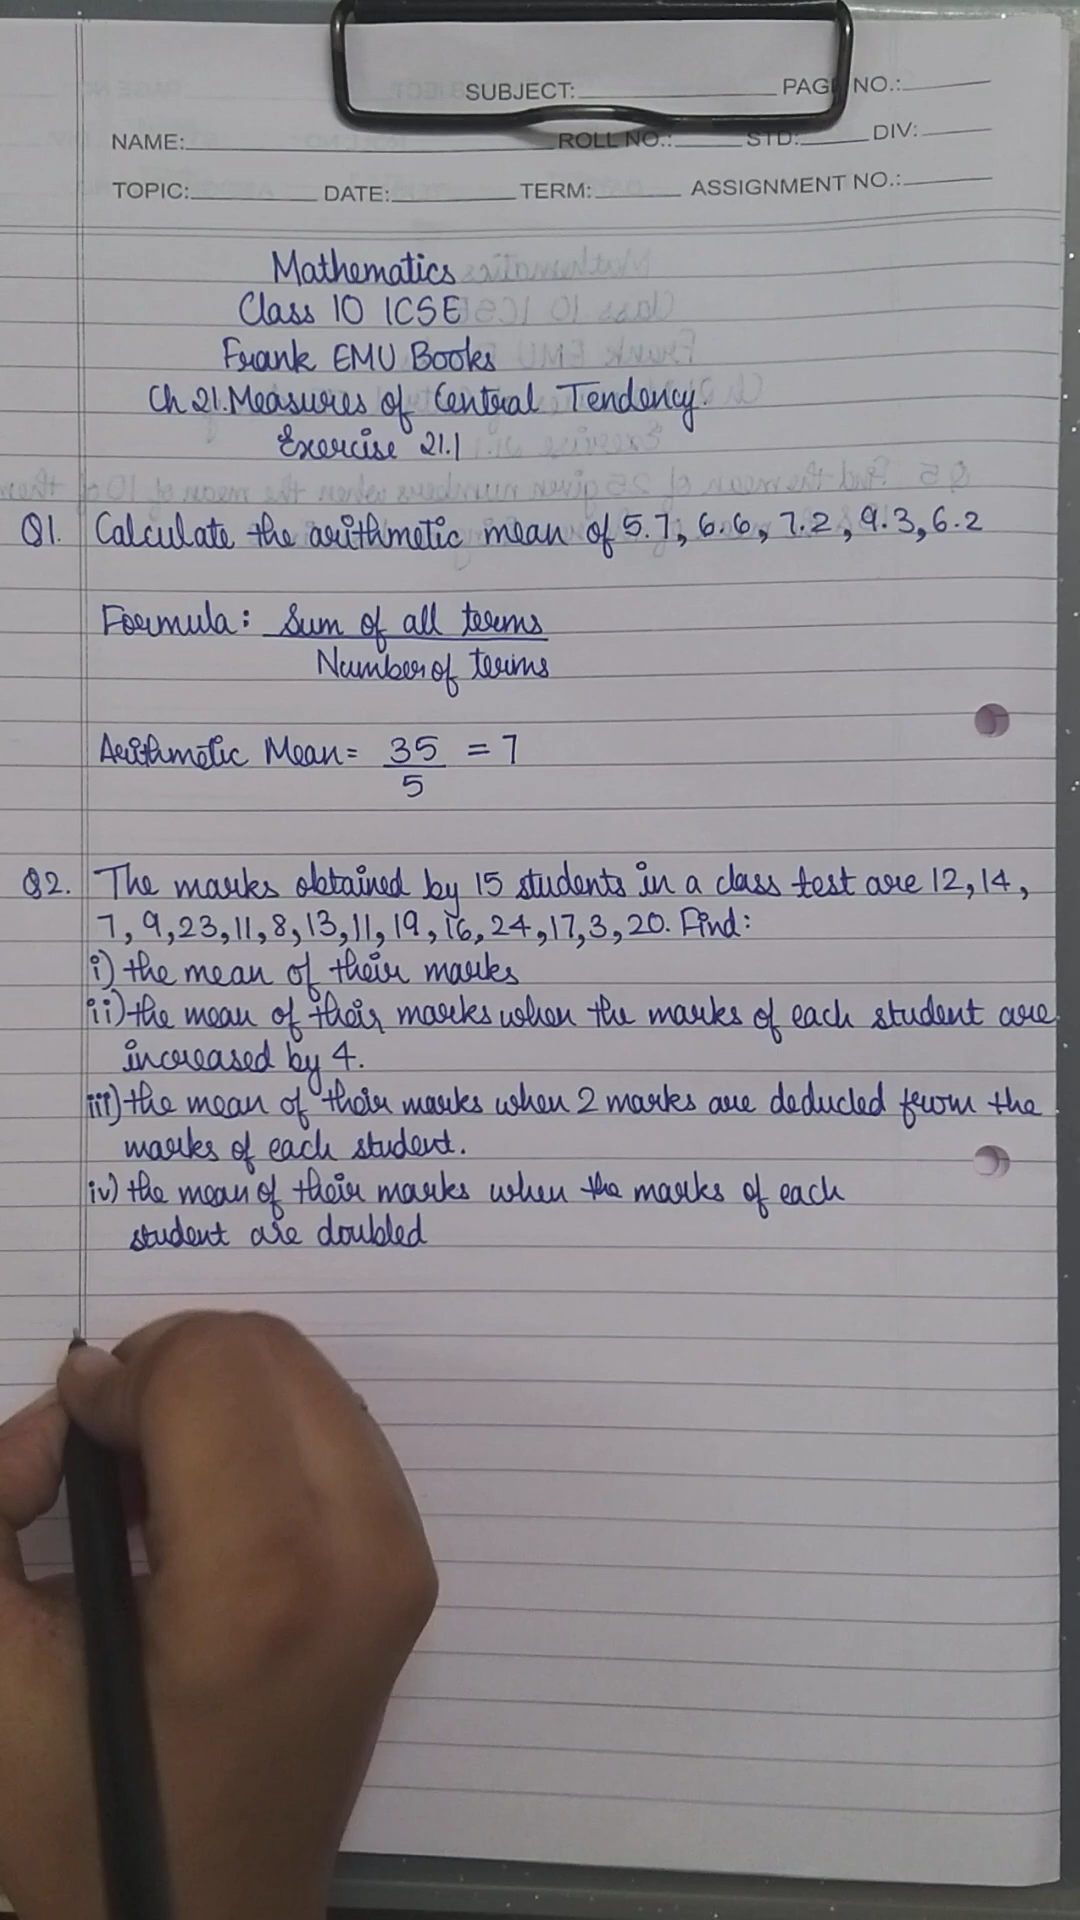 SUBJECT: PAGE NO.:
NAME: ROLL NO.: STD: DIV:
TOPIC: DATE: TERM: ASSIGNMENT NO.:
Mathematics
Class 10 ICSE
Frank EMU Books
Ch 21. Measures of Central Tendency.
Exercise 21.1
Q1. Calculate the arithmetic mean of 5.7, 6.6, 7.2, 9.3, 6.2
Formula: Sum of all terms
Number of terms
Arithmetic Mean = 35 = 7
5
Q2. The marks obtained by 15 students in a class test are 12, 14,
7, 9, 23, 11, 8, 13, 11, 19, 16, 24, 17, 3, 20. Find:
i) the mean of their marks
ii) the mean of their marks when the marks of each student are
increased by 4.
iii) the mean of their marks when 2 marks are deducted from the
marks of each student.
iv) the mean of their marks when the marks of each
student are doubled